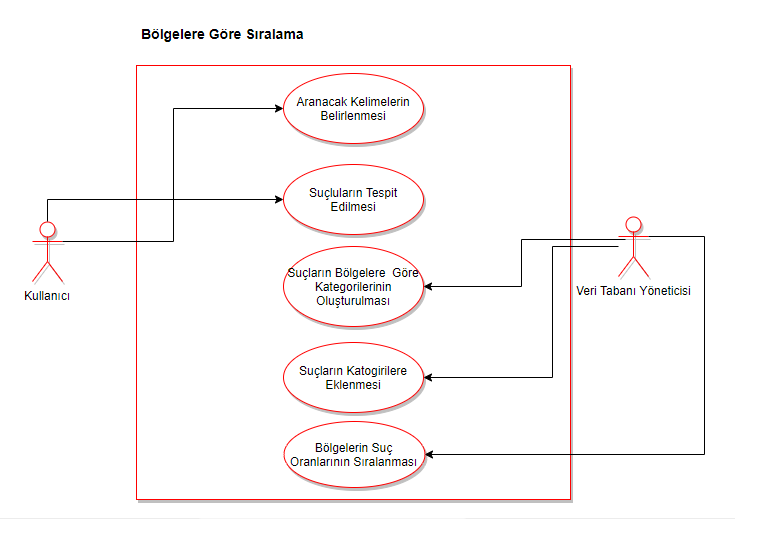 Bölgelere Göre Sıralama
Aranacak Kelimelerin
Belirlenmesi
Suçluların Tespit
Edilmesi
Kullanıcı
Suçların Bölgelere  Göre
Kategorilerinin
Oluşturulması
Veri Tabanı Yöneticisi
Suçların Katogirilere
Eklenmesi
Bölgelerin Suç
Oranlarının Sıralanması